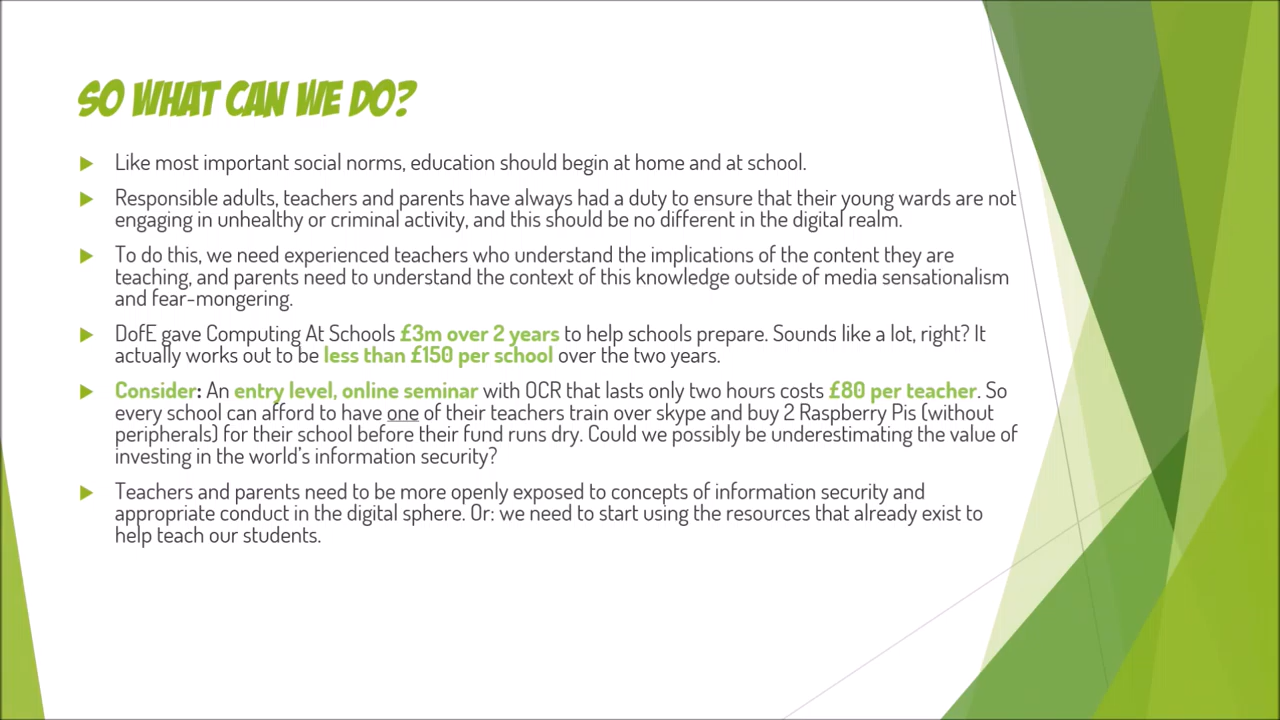 SO WHAT CAN WE DO?
Like most important social norms, education should begin at home and at school.
Responsible adults, teachers and parents have always had a duty to ensure that their young wards are not
engaging in unhealthy or criminal activity, and this should be no different in the digital realm.
To do this, we need experienced teachers who understand the implications of the content they are
teaching, and parents need to understand the context of this knowledge outside of media sensationalism
and fear-mongering.
DofE gave Computing At Schools £3m over 2 years to help schools prepare. Sounds like a lot, right? It
actually works out to be less than £150 per school over the two years.
Consider: An entry level, online seminar with OCR that lasts only two hours costs £80 per teacher. So
every school can afford to have one of their teachers train over skype and buy 2 Raspberry Pis (without
peripherals) for their school before their fund runs dry. Could we possibly be underestimating the value of
investing in the world's information security?
Teachers and parents need to be more openly exposed to concepts of information security and
appropriate conduct in the digital sphere. Or: we need to start using the resources that already exist to
help teach our students.